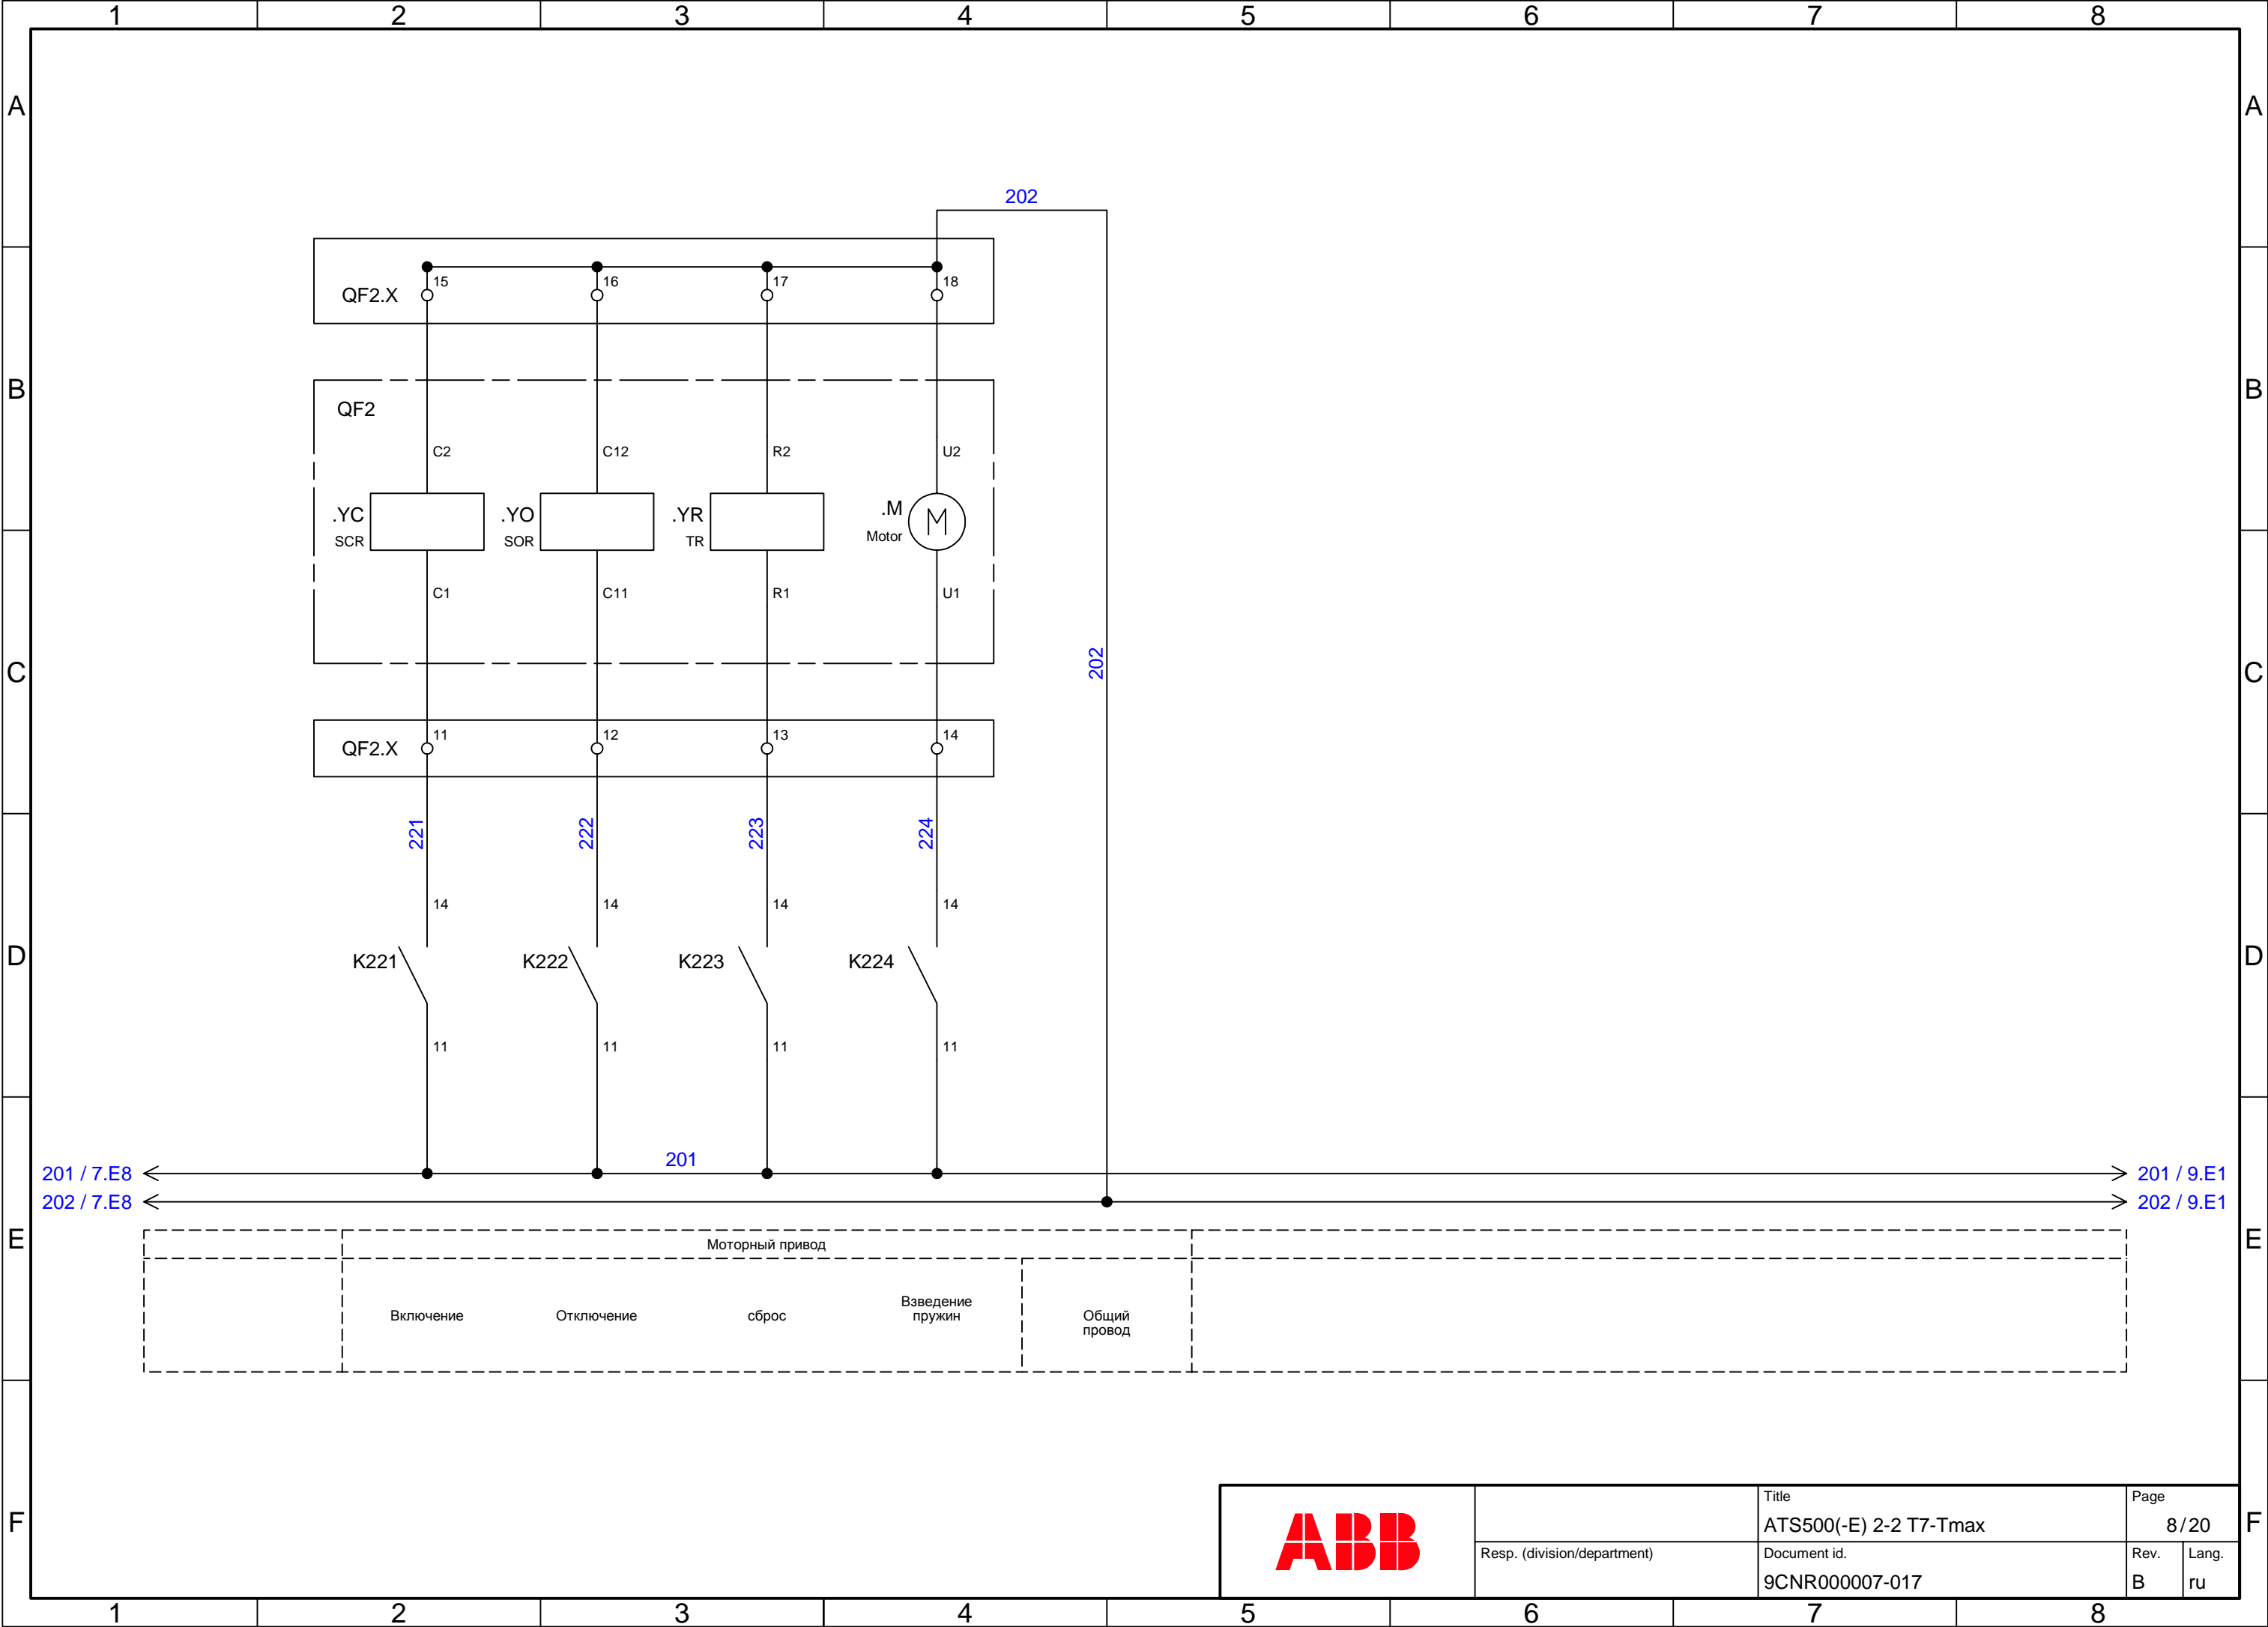 1 2 3 4 5 6 7 8
A A
202
15 16 17 18
QF2.X
B B
QF2
C2 C12 R2 U2
.YC .YO .YR .M M
SCR SOR TR Motor
C1 C11 R1 U1
C C
202
11 12 13 14
QF2.X
221 222 223 224
14 14 14 14
D D
K221 K222 K223 K224
11 11 11 11
201
201 / 7.E8 201 / 9.E1
202 / 7.E8 202 / 9.E1
E E
Моторный привод
Включение Отключение сброс Взведение
пружин
Общий
провод
F F
ABB
Title
ATS500(-E) 2-2 T7-Tmax
Page
8/20
Resp. (division/department)
Document id.
9CNR000007-017
Rev.
B
Lang.
ru
1 2 3 4 5 6 7 8